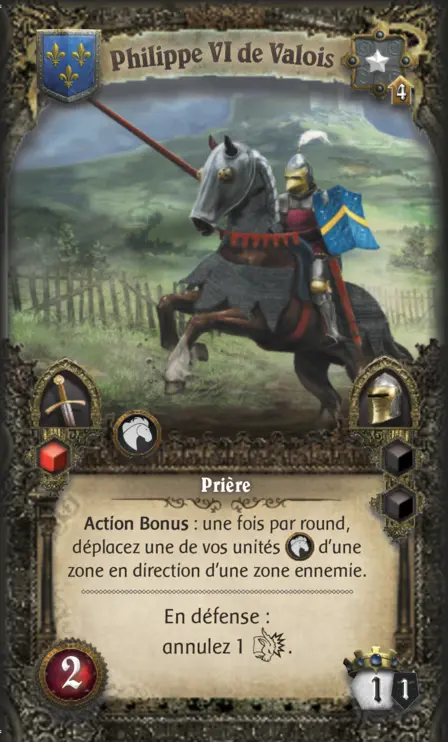 Philippe VI de Valois
4
Prière
Action Bonus : une fois par round,
déplacez une de vos unités d'une
zone en direction d'une zone ennemie.
En défense :
annulez 1 .
2
1 1